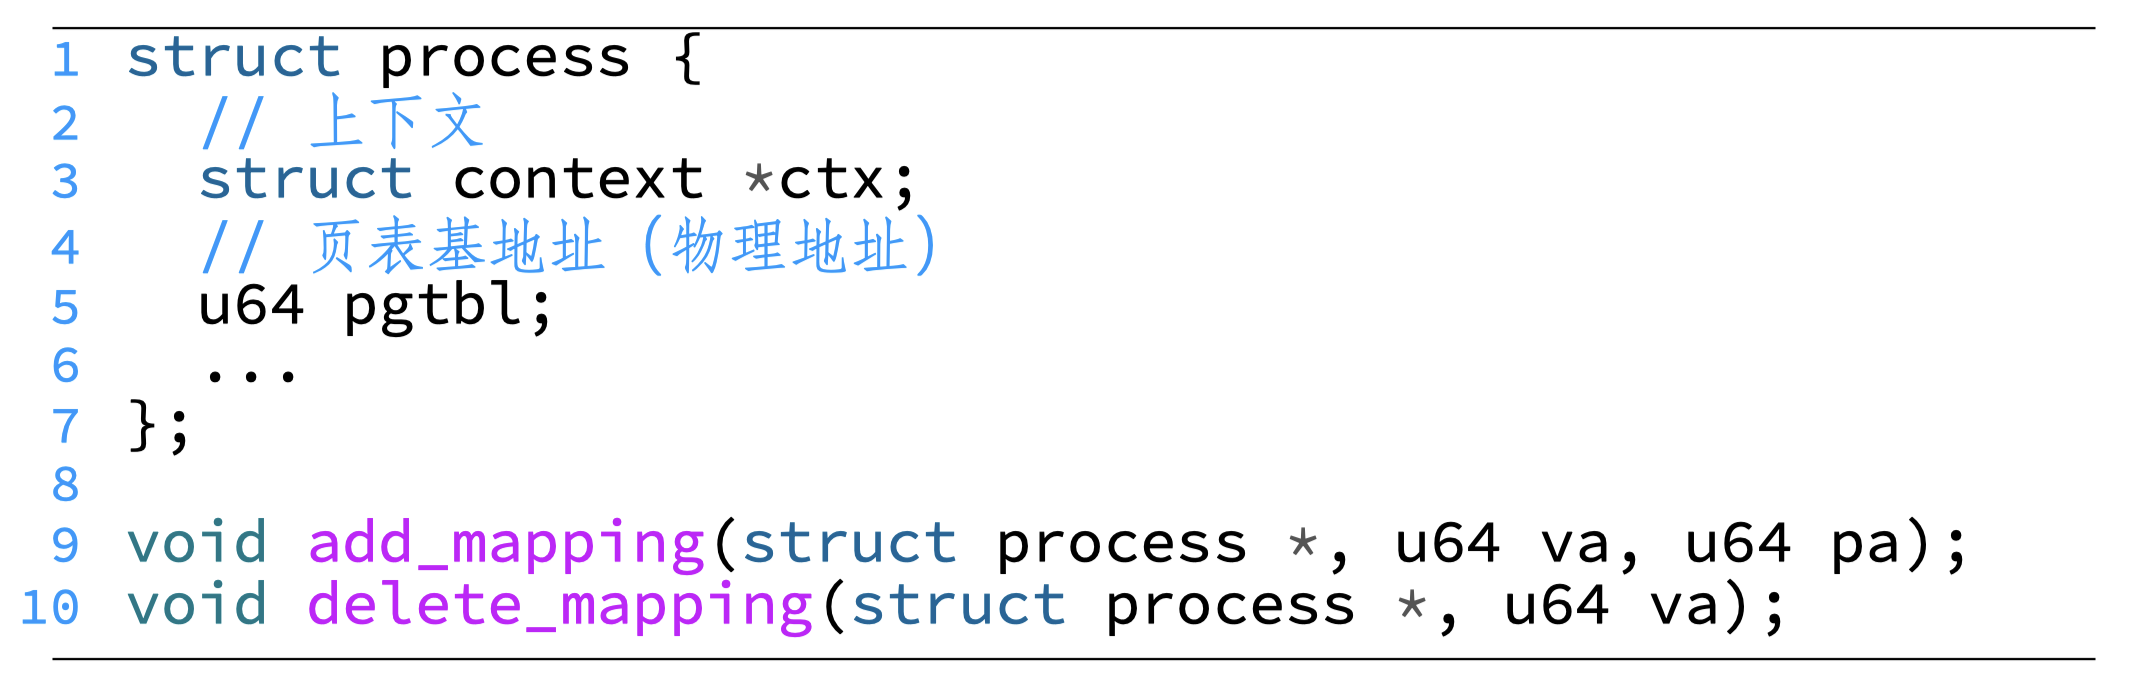 1 struct process {
2   // 上下文
3   struct context *ctx;
4   // 页表基地址（物理地址）
5   u64 pgtbl;
6   ...
7 };
8
9 void add_mapping(struct process *, u64 va, u64 pa);
10 void delete_mapping(struct process *, u64 va);